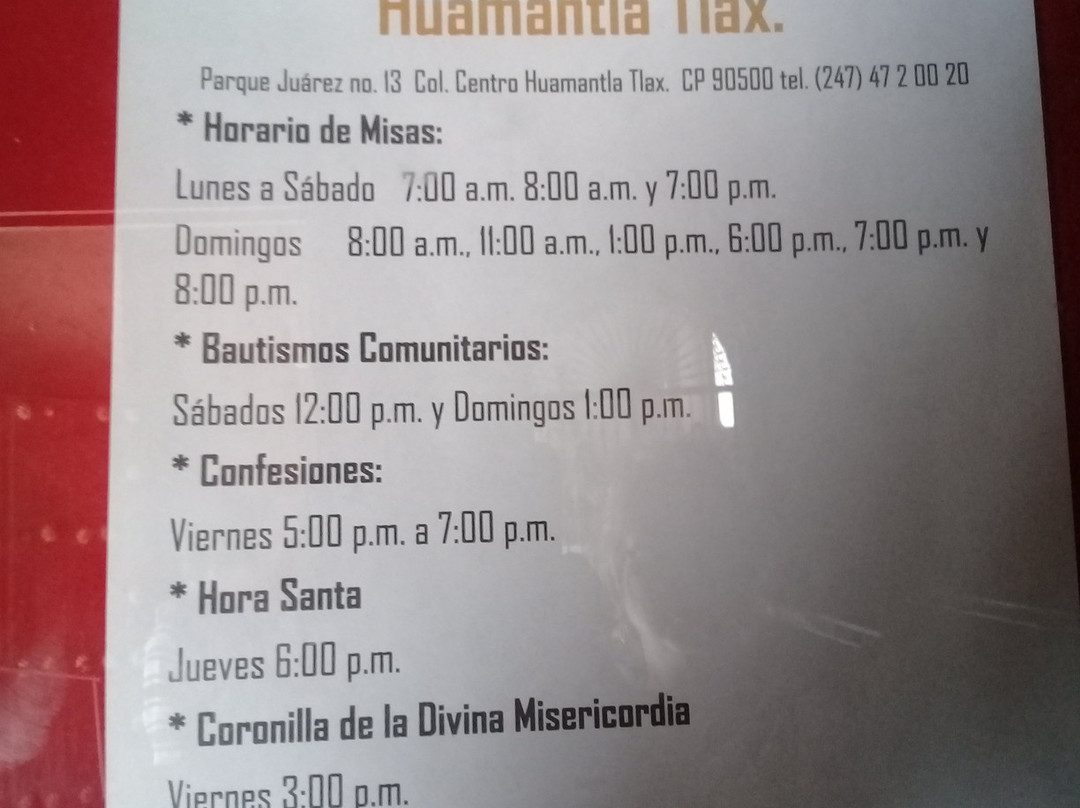 Huamantla Tlax.
Parque Juárez no. 13 Col. Centro Huamantla Tlax. CP 90500 tel. (247) 47 2 00 20
* Horario de Misas:
Lunes a Sábado 7:00 a.m. 8:00 a.m. y 7:00 p.m.
Domingos 8:00 a.m., 11:00 a.m., 1:00 p.m., 6:00 p.m., 7:00 p.m. y
8:00 p.m.
* Bautismos Comunitarios:
Sábados 12:00 p.m. y Domingos 1:00 p.m.
* Confesiones:
Viernes 5:00 p.m. a 7:00 p.m.
* Hora Santa
Jueves 6:00 p.m.
* Coronilla de la Divina Misericordia
Viernes 3:00 p.m.